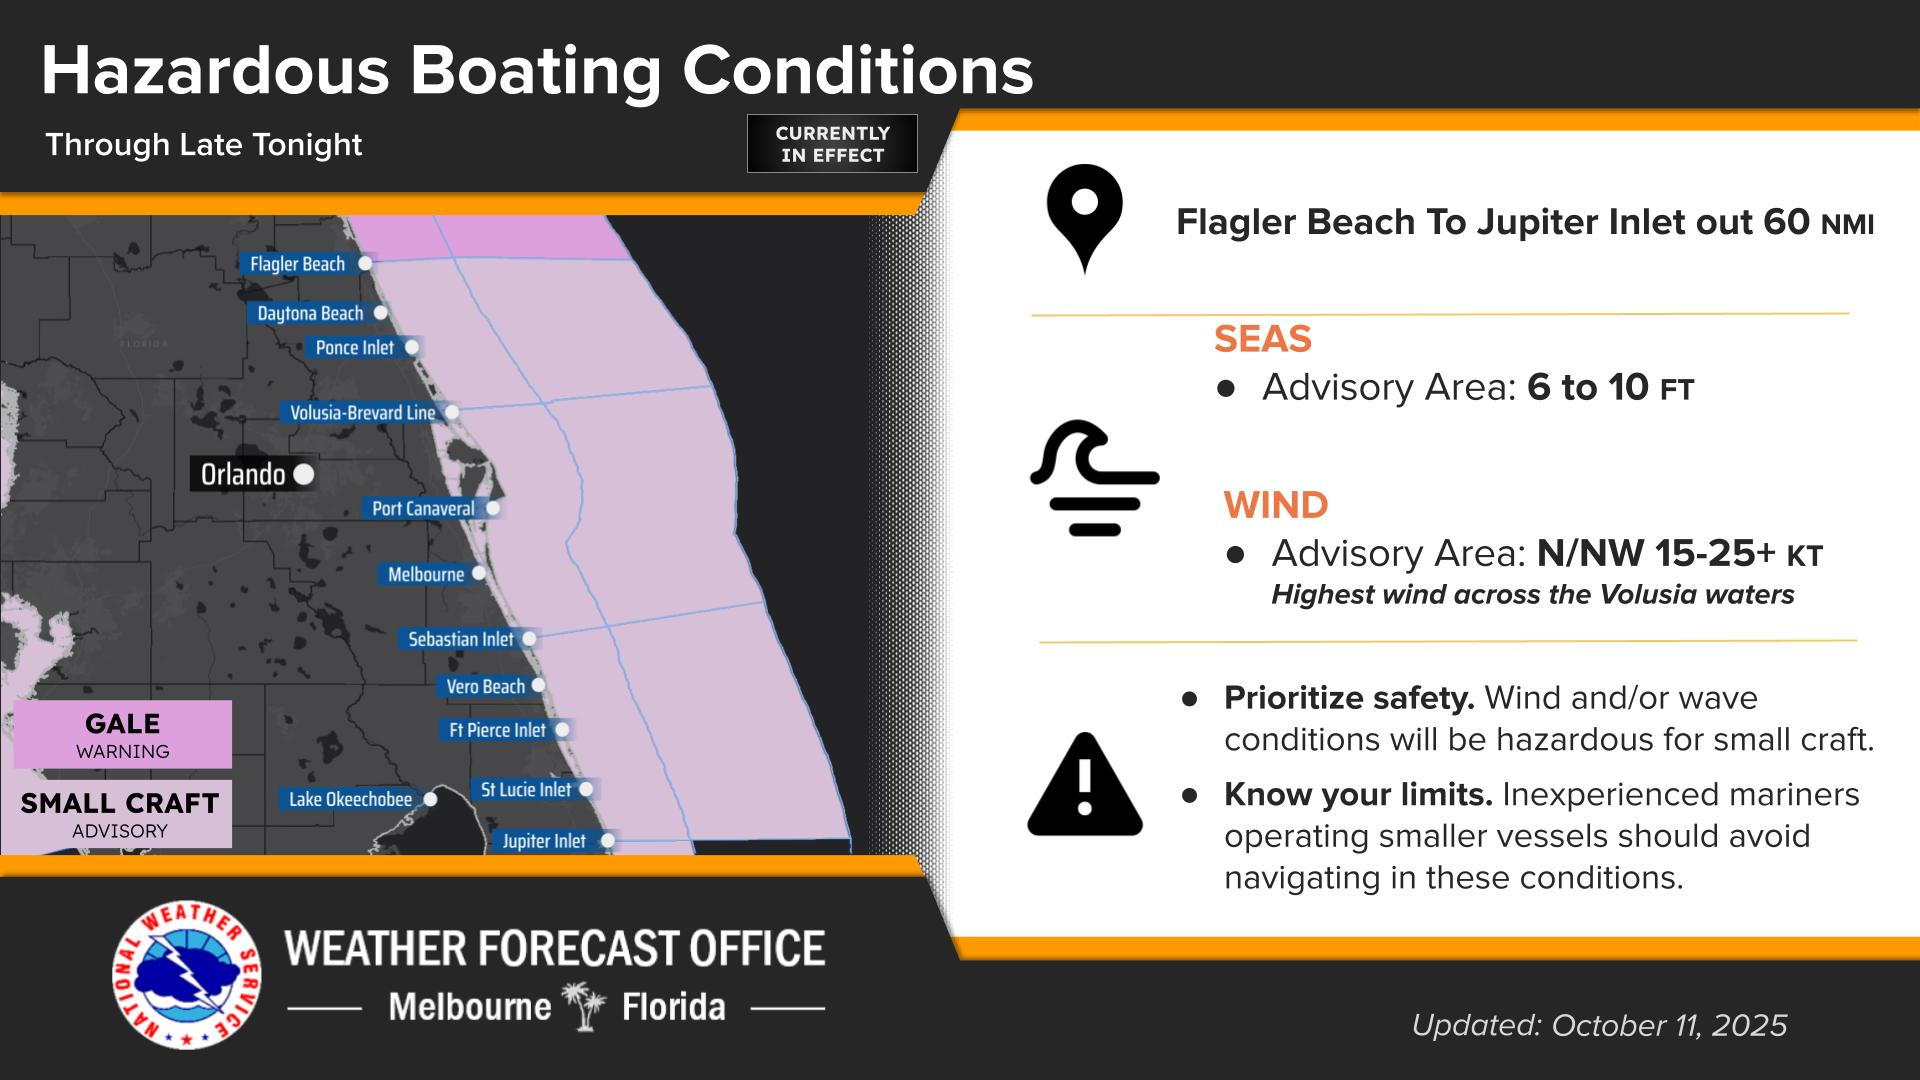 Hazardous Boating Conditions
Through Late Tonight
CURRENTLY
IN EFFECT
Flagler Beach
Daytona Beach
FLORIDA
Ponce Inlet
Volusia-Brevard Line
Orlando
Port Canaveral
Melbourne
Sebastian Inlet
Vero Beach
Ft Pierce Inlet
St Lucie Inlet
Lake Okeechobee
Jupiter Inlet
GALE
WARNING
SMALL CRAFT
ADVISORY
Flagler Beach To Jupiter Inlet out 60 NMI
SEAS
● Advisory Area: 6 to 10 FT
WIND
● Advisory Area: N/NW 15-25+ KT
Highest wind across the Volusia waters
● Prioritize safety. Wind and/or wave
conditions will be hazardous for small craft.
● Know your limits. Inexperienced mariners
operating smaller vessels should avoid
navigating in these conditions.
NATIONAL WEATHER SERVICE
WEATHER FORECAST OFFICE
Melbourne Florida
Updated: October 11, 2025